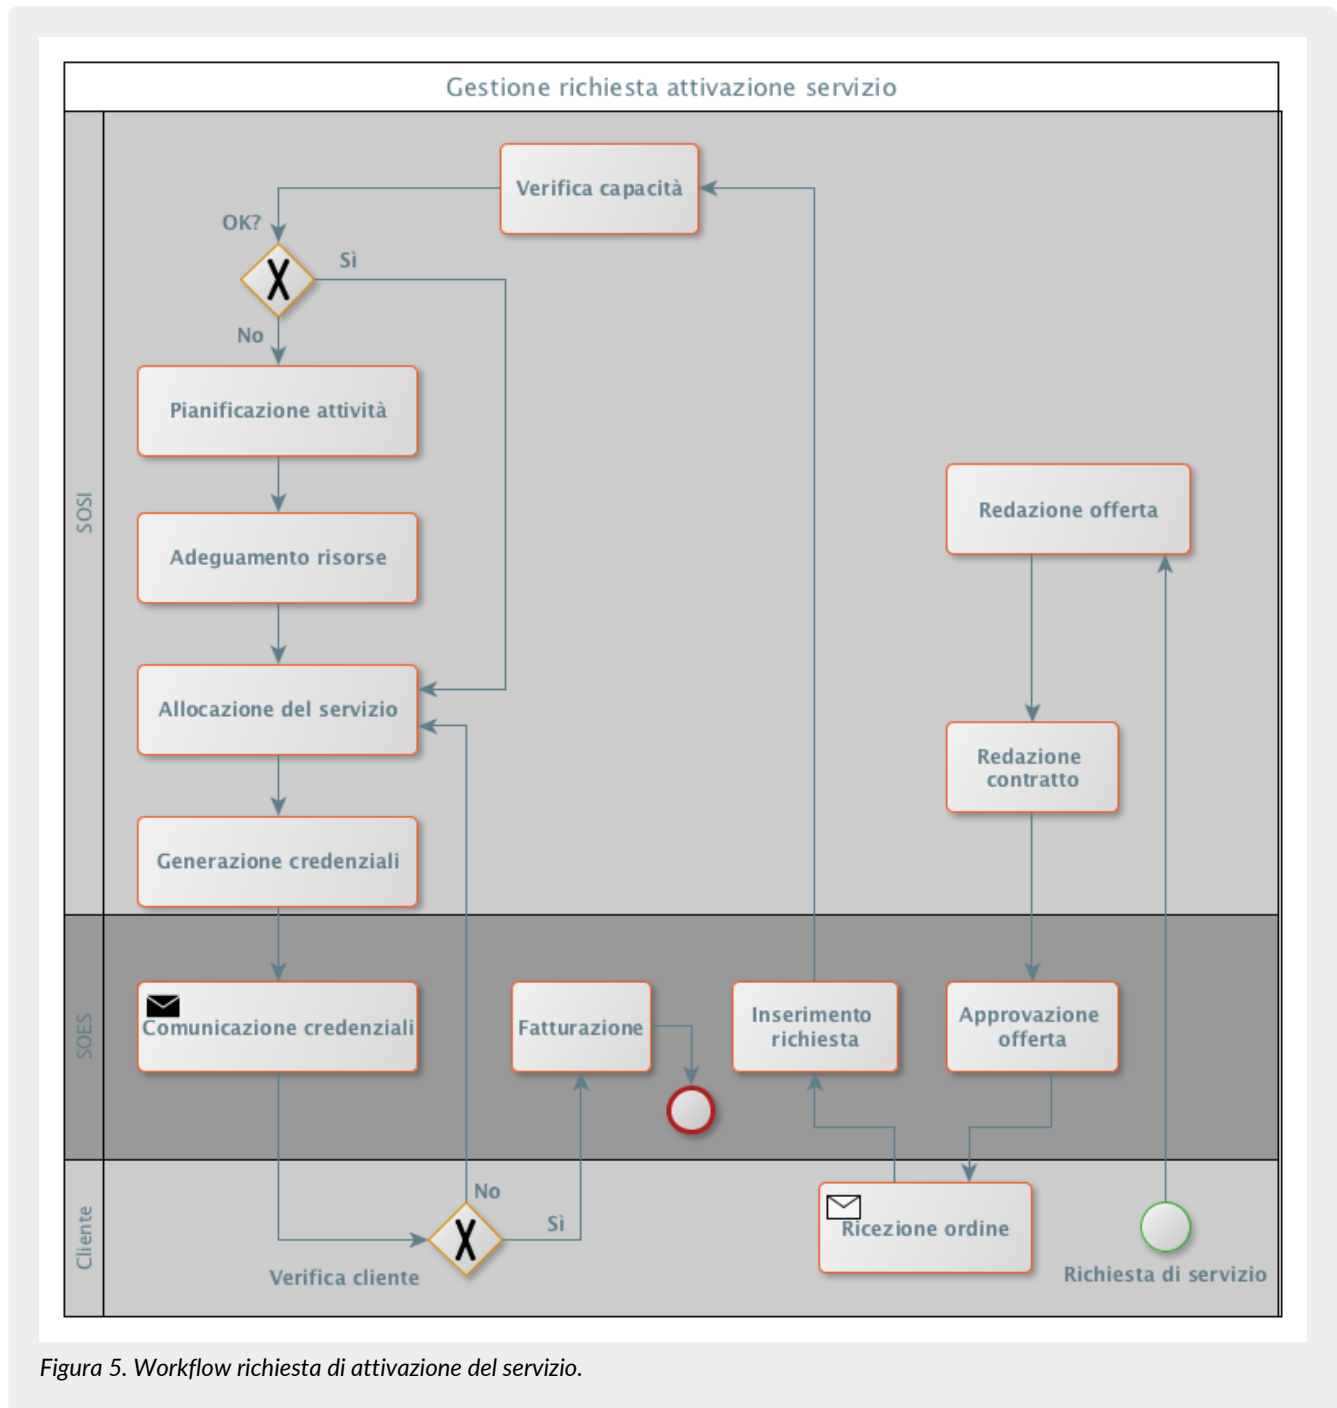 Gestione richiesta attivazione servizio
SOSI
Verifica capacità
OK?
Sì
No
Pianificazione attività
Adeguamento risorse
Allocazione del servizio
Generazione credenziali
Redazione offerta
Redazione
contratto
SOES
Comunicazione credenziali
Fatturazione
Inserimento
richiesta
Approvazione
offerta
Cliente
No
Sì
Verifica cliente
Ricezione ordine
Richiesta di servizio
Figura 5. Workflow richiesta di attivazione del servizio.